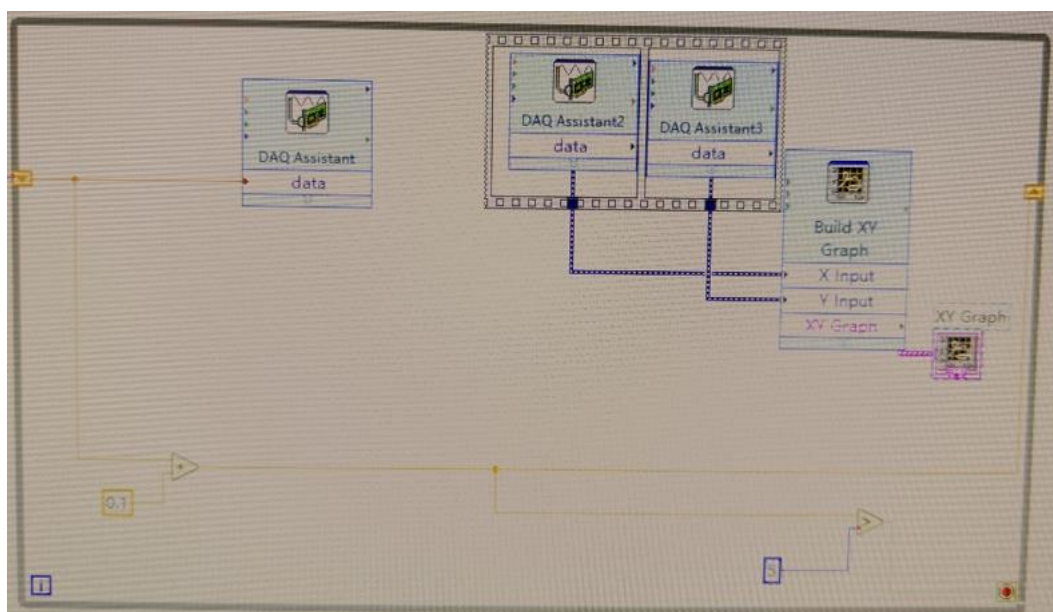 DAQ Assistant
data
DAQ Assistant2
data
DAQ Assistant3
data
Build XY
Graph
X Input
Y Input
XY Graph
XY Graph
0.1
5
i